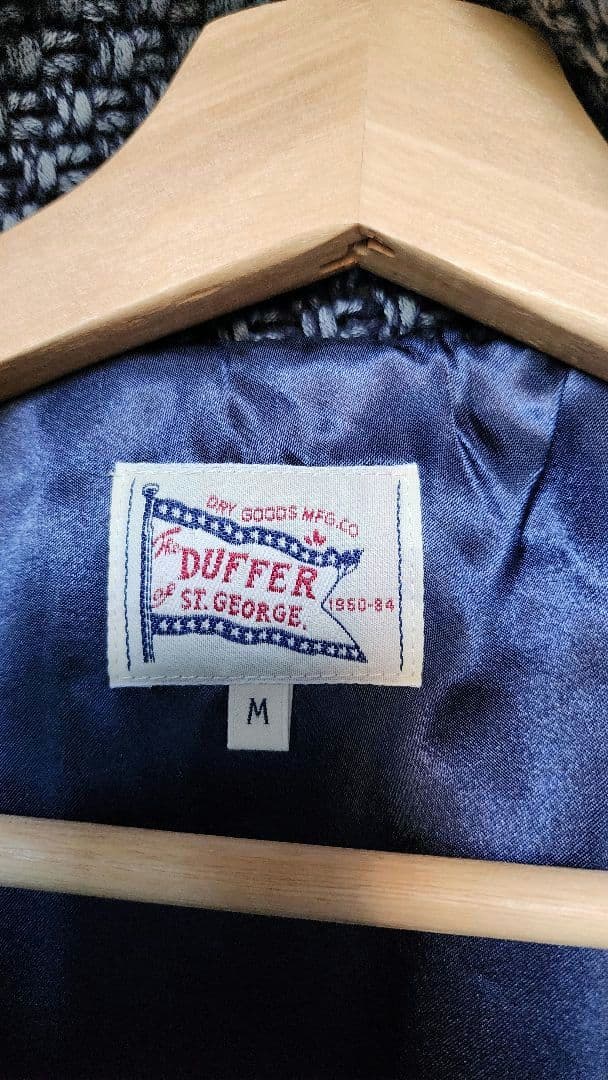 DRY GOODS MFG.CO
The
DUFFER
of ST. GEORGE.
1950-84
M